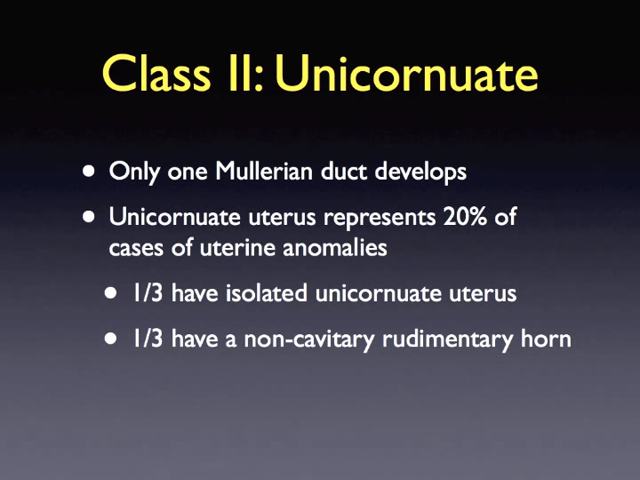 Class II: Unicornuate
• Only one Mullerian duct develops
• Unicornuate uterus represents 20% of
cases of uterine anomalies
• 1/3 have isolated unicornuate uterus
• 1/3 have a non-cavitary rudimentary horn